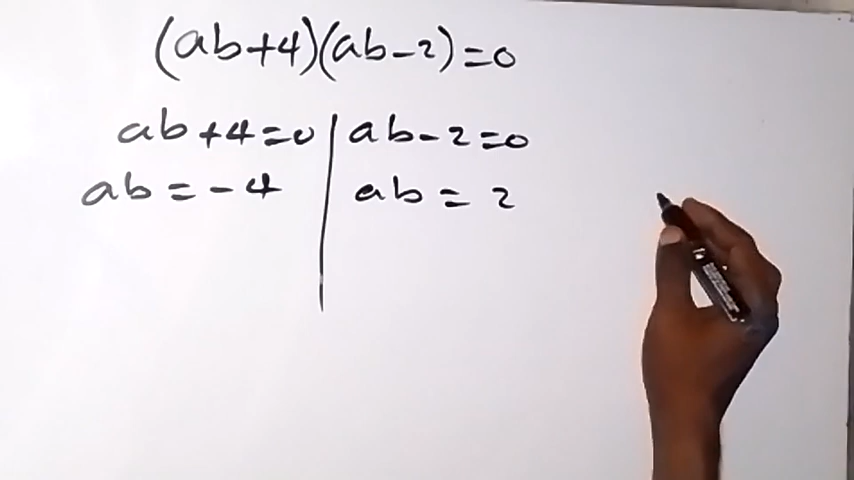 (ab+4)(ab-2)=0
ab+4=0 | ab-2=0
ab=-4 | ab=2